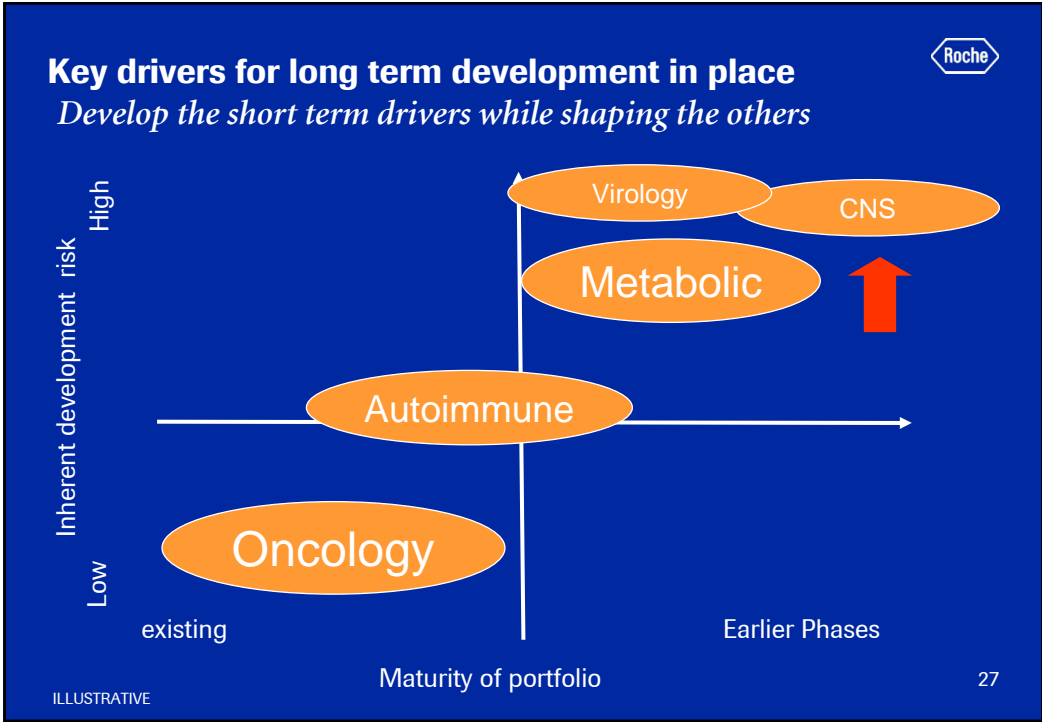 Roche
Key drivers for long term development in place
Develop the short term drivers while shaping the others
High
Inherent development risk
Low
Virology
CNS
Metabolic
Autoimmune
Oncology
existing
Earlier Phases
Maturity of portfolio
ILLUSTRATIVE
27